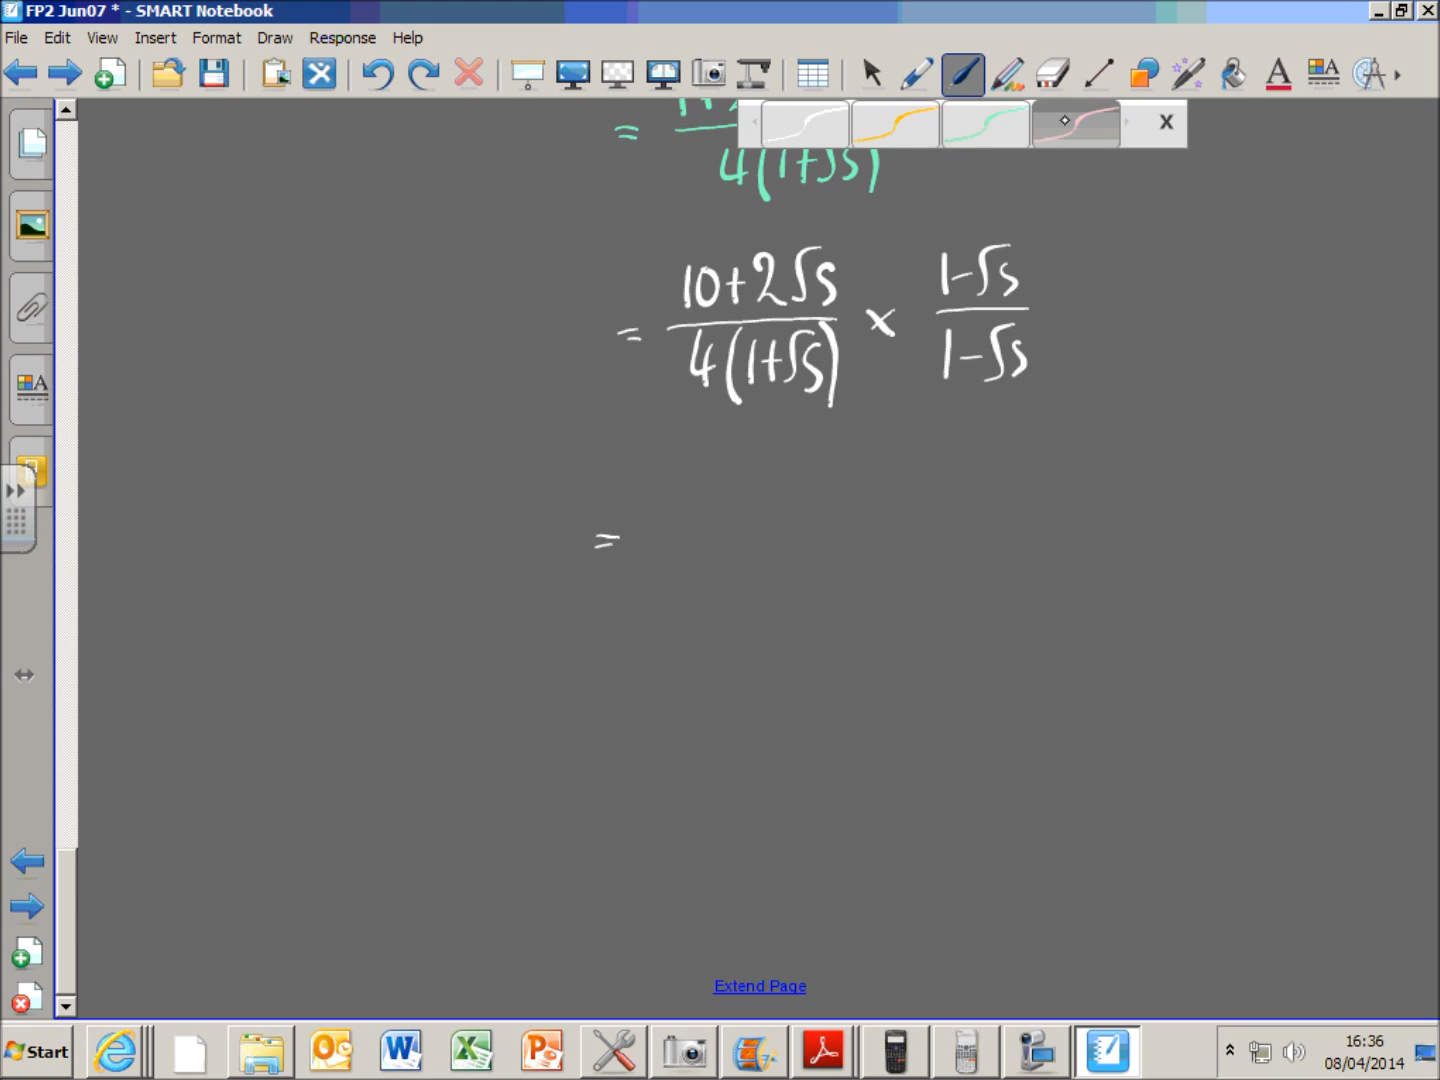 FP2 Jun07 * - SMART Notebook
File Edit View Insert Format Draw Response Help
X
=
4(1+√5)
= 10+2√5 / 4(1+√5) × 1-√5 / 1-√5
=
Extend Page
Start
16:36
08/04/2014